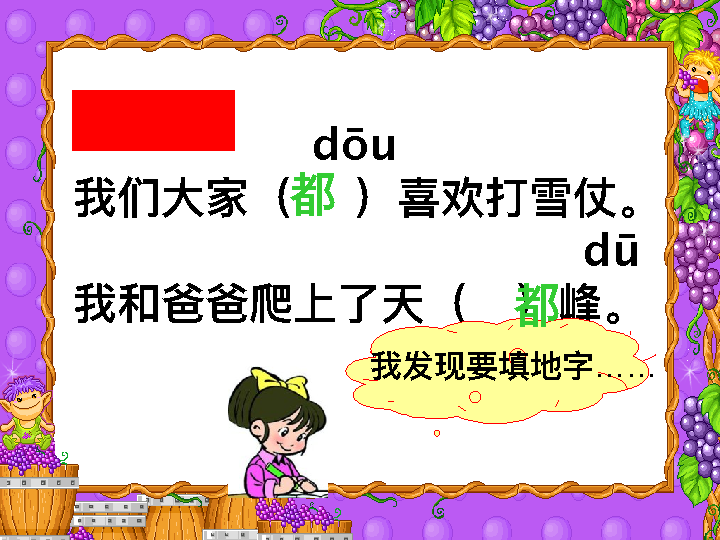 dōu
我们大家（都 ）喜欢打雪仗。
dū
我和爸爸爬上了天（ 都）峰。
我发现要填地字……